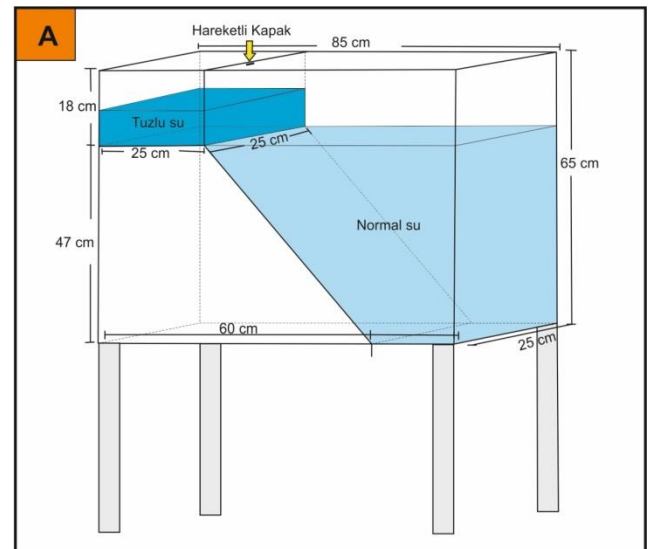 A
Hareketli Kapak
85 cm
18 cm
Tuzlu su
25 cm
25 cm
65 cm
Normal su
47 cm
60 cm
25 cm